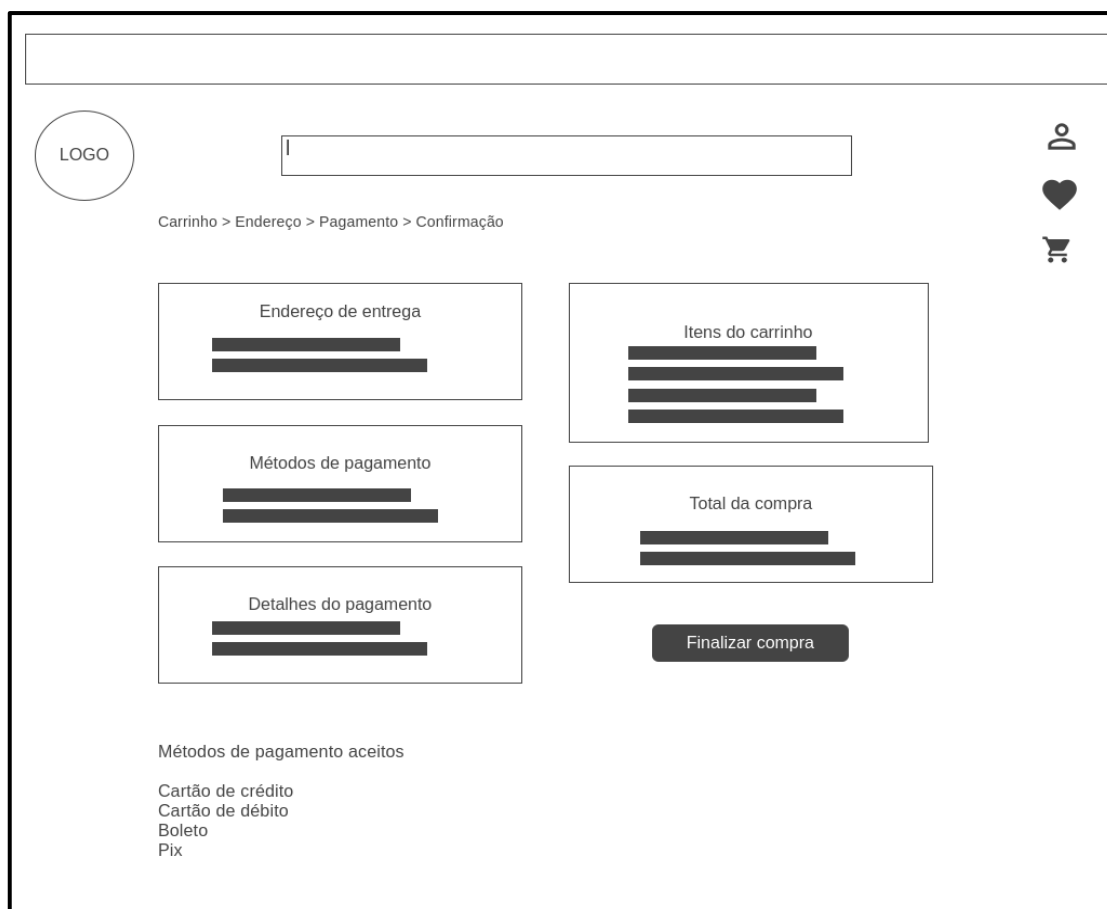 LOGO
Carrinho > Endereço > Pagamento > Confirmação
Endereço de entrega
Métodos de pagamento
Detalhes do pagamento
Itens do carrinho
Total da compra
Finalizar compra
Métodos de pagamento aceitos
Cartão de crédito
Cartão de débito
Boleto
Pix